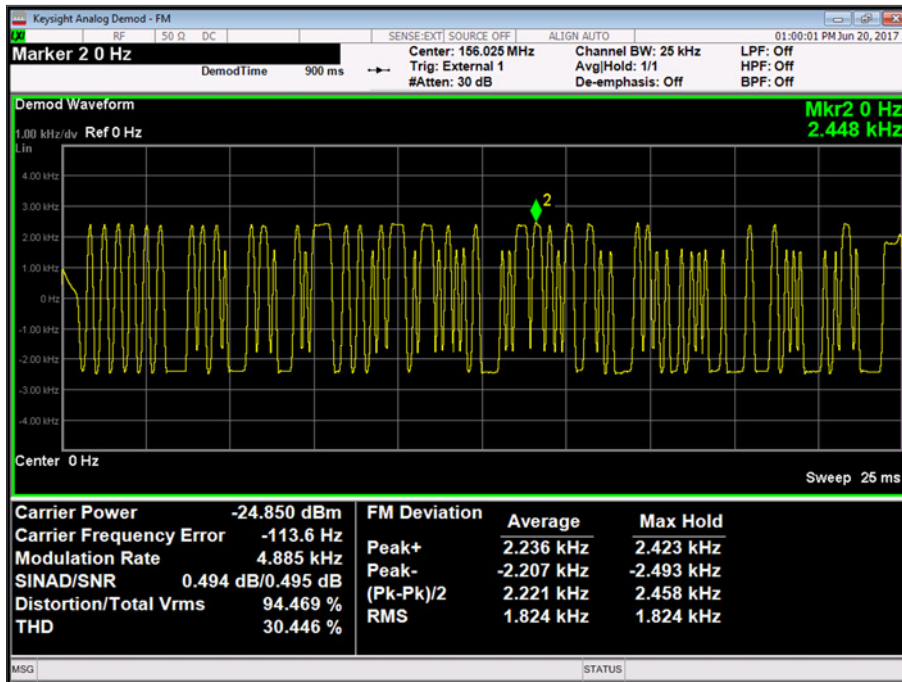 Keysight Analog Demod - FM
LXI RF 50 Ω DC SENSE:EXT SOURCE OFF ALIGN AUTO 01:00:01 PM Jun 20, 2017
Marker 2 0 Hz
DemodTime 900 ms
Center: 156.025 MHz Channel BW: 25 kHz LPF: Off
Trig: External 1 Avg|Hold: 1/1 HPF: Off
#Atten: 30 dB De-emphasis: Off BPF: Off
Demod Waveform
Mkr2 0 Hz
1.00 kHz/dv Ref 0 Hz
2.448 kHz
Lin
4.00 kHz
3.00 kHz
2
2.00 kHz
1.00 kHz
0 Hz
-1.00 kHz
-2.00 kHz
-3.00 kHz
-4.00 kHz
Center 0 Hz
Sweep 25 ms
Carrier Power -24.850 dBm
Carrier Frequency Error -113.6 Hz
Modulation Rate 4.885 kHz
SINAD/SNR 0.494 dB/0.495 dB
Distortion/Total Vrms 94.469 %
THD 30.446 %
FM Deviation Average Max Hold
Peak+ 2.236 kHz 2.423 kHz
Peak- -2.207 kHz -2.493 kHz
(Pk-Pk)/2 2.221 kHz 2.458 kHz
RMS 1.824 kHz 1.824 kHz
MSG STATUS